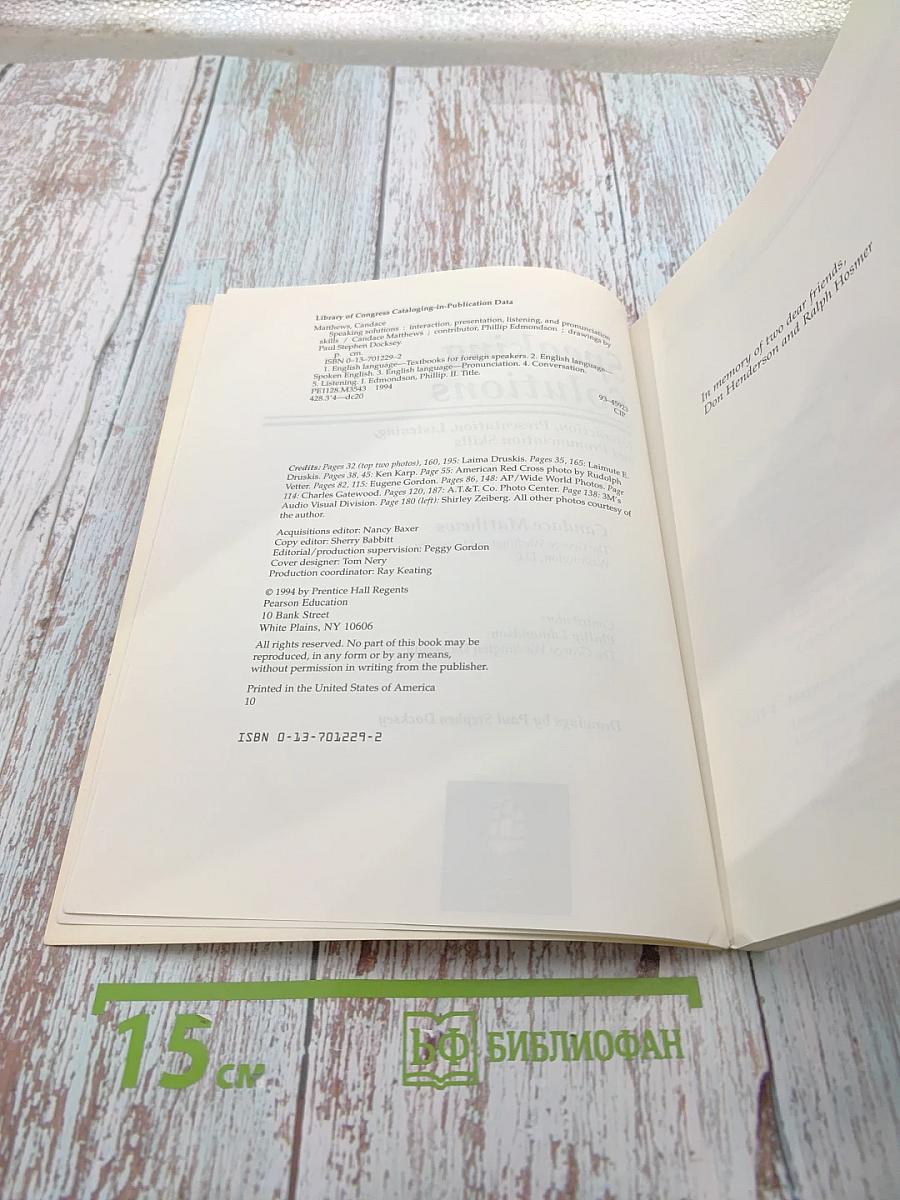 Library of Congress Cataloging-in-Publication Data
Matthews, Candace
Speaking solutions : interaction, presentation, listening, and pronunciation
skills / Candace Matthews ; contributor, Phillip Edmondson ; drawings by
Paul Stephen Docksey.
p. cm.
ISBN 0-13-701229-2
1. English language—Textbooks for foreign speakers. 2. English language—
Spoken English. 3. English language—Pronunciation. 4. Conversation.
5. Listening. I. Edmondson, Phillip. II. Title.
PE1128.M3543 1994
428.3'4—dc20
93-45923
CIP
Credits: Pages 32 (top two photos), 160, 195: Laima Druskis. Pages 35, 165: Laimute E.
Druskis. Pages 38, 45: Ken Karp. Page 55: American Red Cross photo by Rudolph
Vetter. Pages 82, 115: Eugene Gordon. Pages 86, 148: AP/Wide World Photos. Page
114: Charles Gatewood. Pages 120, 187: A.T.&T. Co. Photo Center. Page 138: 3M's
Audio Visual Division. Page 180 (left): Shirley Zeiberg. All other photos courtesy of
the author.
Acquisitions editor: Nancy Baxer
Copy editor: Sherry Babbitt
Editorial/production supervision: Peggy Gordon
Cover designer: Tom Nery
Production coordinator: Ray Keating
© 1994 by Prentice Hall Regents
Pearson Education
10 Bank Street
White Plains, NY 10606
All rights reserved. No part of this book may be
reproduced, in any form or by any means,
without permission in writing from the publisher.
Printed in the United States of America
10
ISBN 0-13-701229-2
In memory of two dear friends,
Don Henderson and Ralph Hosmer
15 см
БФ БИБЛИОФАН